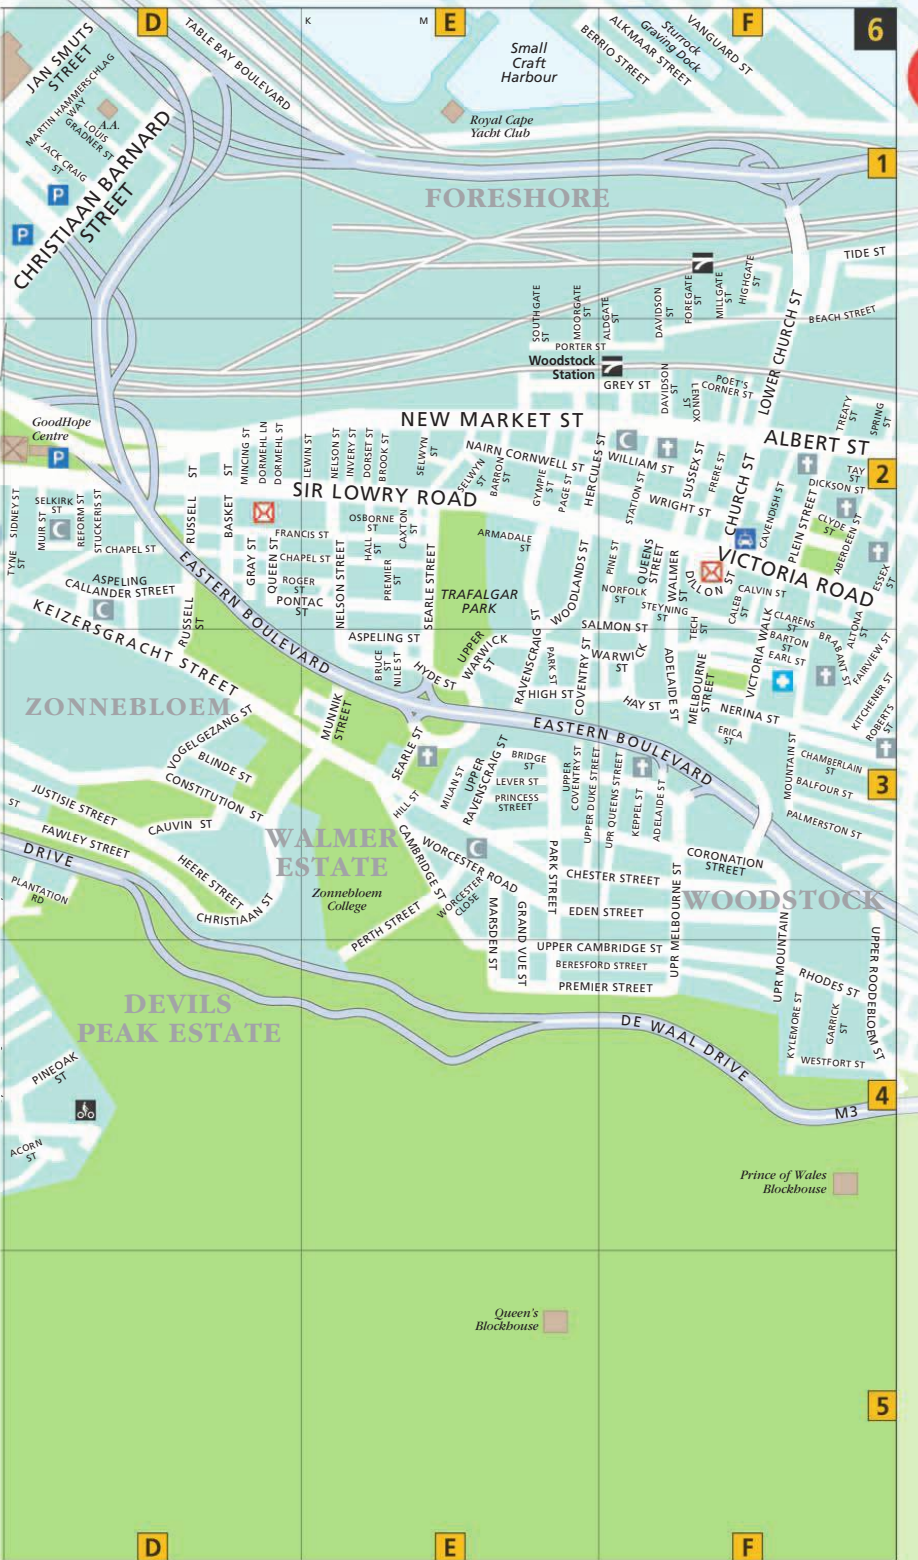 D
K
M
E
F
6
JAN SMUTS
STREET
TABLE BAY BOULEVARD
Small
Craft
Harbour
BERRIO STREET
ALKMAAR STREET
Sturrock
Graving Dock
VANGUARD ST
MARTIN HAMMERSCHLAG
WAY
A.A.
LOUIS
GRADNER ST
JACK CRAIG
ST
CHRISTIAAN BARNARD
STREET
Royal Cape
Yacht Club
1
P
P
FORESHORE
TIDE ST
SOUTHGATE
ST
MOORGATE
ST
ALDGATE
ST
DAVIDSON
ST
FOREGATE
ST
MILLGATE
ST
HIGHGATE
ST
BEACH STREET
LOWER CHURCH ST
PORTER ST
Woodstock
Station
GREY ST
DAVIDSON
ST
LENNOX
ST
POET'S
CORNER ST
TREATY
ST
SPRING
ST
NEW MARKET ST
ALBERT ST
GoodHope
Centre
P
MINCING ST
DORMEHL LN
DORMEHL ST
LEWIN ST
NELSON ST
INVERY ST
DORSET ST
BROOK ST
SELWYN
ST
SELWYN
ST
BARRON
ST
NAIRN
CORNWELL ST
GYMPIE
ST
PAGE ST
HERCULES ST
C
WILLIAM ST
STATION ST
WRIGHT ST
SUSSEX ST
FRERE ST
CHURCH ST
CAVENDISH ST
PLEIN STREET
TAY
ST
DICKSON ST
CLYDE
ST
ABERDEEN ST
ESSEX
ST
2
SIR LOWRY ROAD
TYNE
ST
SIDNEY ST
SELKIRK
ST
MUIR ST
C
REFORM ST
STUCKERIS ST
CHAPEL ST
RUSSELL
ST
BASKET
ST
GRAY ST
QUEEN ST
FRANCIS ST
CHAPEL ST
ROGER
ST
PONTAC
ST
NELSON STREET
OSBORNE
ST
HALL
ST
CAXTON
ST
PREMIER
ST
SEARLE STREET
ARMADALE
ST
TRAFALGAR
PARK
WOODLANDS ST
PINE ST
QUEENS
STREET
WALMER
ST
NORFOLK
ST
STEYNING
ST
DILLON ST
TECH
ST
VICTORIA ROAD
CALVIN ST
CALEB
ST
VICTORIA WALK
CLARENS
ST
BARTON
ST
EARL ST
BRABANT
ST
ALTONA
ST
FAIRVIEW ST
KITCHENER ST
ROBERTS
ST
ASPELING
CALLANDER STREET
C
KEIZERSGRACHT STREET
RUSSELL
ST
EASTERN BOULEVARD
ASPELING ST
BRUCE
ST
NILE ST
HYDE ST
UPPER
WARWICK
ST
RAVENSCRAIG ST
PARK ST
HIGH ST
COVENTRY ST
SALMON ST
WARWICK
ST
HAY ST
ADELAIDE ST
MELBOURNE
STREET
NERINA ST
ERICA
ST
ZONNEBLOEM
MUNNIK
STREET
VOGELGEZANG ST
BLINDE ST
CONSTITUTION ST
SEARLE ST
EASTERN BOULEVARD
MILAN ST
UPPER
RAVENSCRAIG ST
BRIDGE
ST
LEVER ST
PRINCESS
STREET
UPPER
COVENTRY ST
UPPER DUKE STREET
UPR QUEENS STREET
KEPPEL ST
ADELAIDE ST
MOUNTAIN ST
CHAMBERLAIN
ST
BALFOUR ST
PALMERSTON ST
3
ST
JUSTISIE STREET
CAUVIN ST
FAWLEY STREET
DRIVE
PLANTATION
RD
HEERE STREET
CHRISTIAAN ST
WALMER
ESTATE
Zonnebloem
College
HILL ST
CAMBRIDGE ST
WORCESTER ROAD
C
WORCESTER
CLOSE
PERTH STREET
PARK STREET
CHESTER STREET
CORONATION
STREET
WOODSTOCK
EDEN STREET
MARSDEN ST
GRAND VUE ST
UPPER CAMBRIDGE ST
UPR MELBOURNE ST
BERESFORD STREET
PREMIER STREET
UPR MOUNTAIN
RHODES ST
UPPER ROODEBLOEM ST
KYLEMORE ST
GARRICK
ST
WESTFORT ST
DEVILS
PEAK ESTATE
DE WAAL DRIVE
M3
4
PINEOAK
ST
ACORN
ST
Prince of Wales
Blockhouse
Queen's
Blockhouse
5
D
E
F